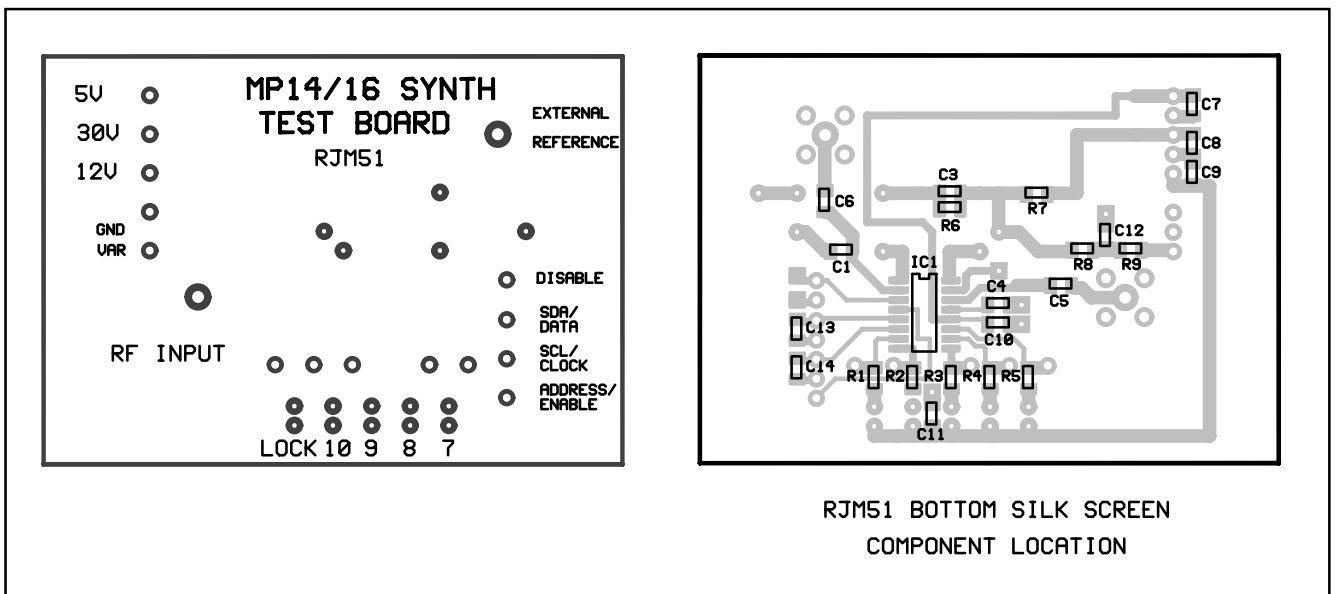 MP14/16 SYNTH
TEST BOARD
RJM51
5V
30V
12V
GND
VAR
EXTERNAL
REFERENCE
RF INPUT
DISABLE
SDA/
DATA
SCL/
CLOCK
ADDRESS/
ENABLE
LOCK 10 9 8 7
C7
C8
C9
C3
R6
R7
C6
C1
C12
R8
R9
IC1
C4
C5
C10
C13
C14
R1
R2
R3
R4
R5
C11
RJM51 BOTTOM SILK SCREEN
COMPONENT LOCATION